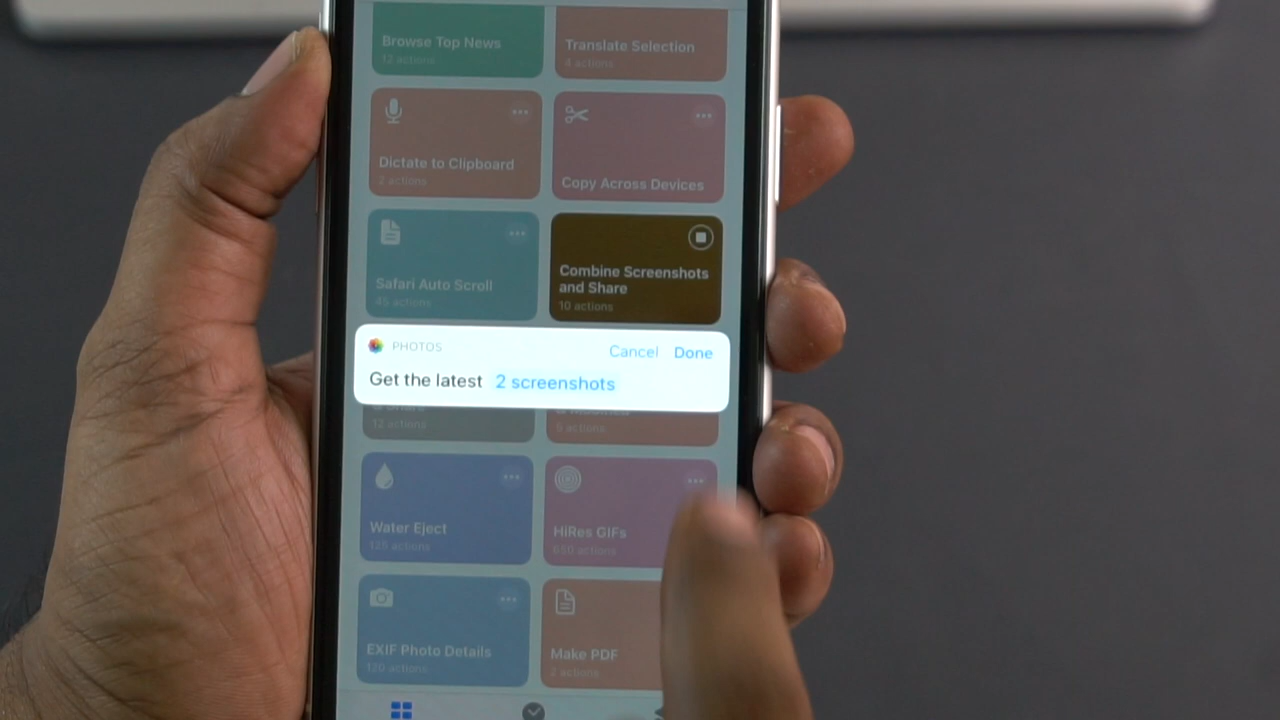 Browse Top News
12 actions
Translate Selection
4 actions
Dictate to Clipboard
2 actions
Copy Across Devices
Safari Auto Scroll
45 actions
Combine Screenshots
and Share
10 actions
PHOTOS
Cancel Done
Get the latest 2 screenshots
& Share
12 actions
5 actions
Water Eject
125 actions
HiRes GIFs
650 actions
EXIF Photo Details
120 actions
Make PDF
2 actions